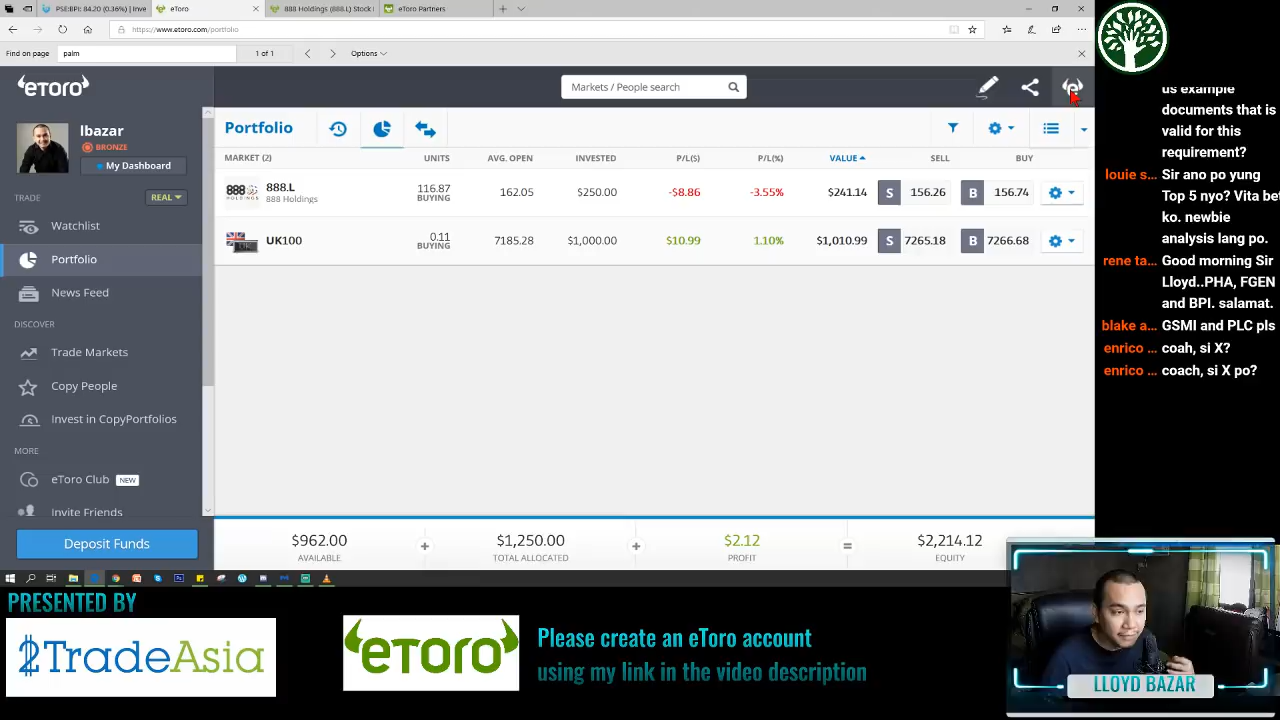 PSE:BPI: 84.20 (0.36%) | Inve
eToro
888 Holdings (888.L) Stock I
eToro Partners
https://www.etoro.com/portfolio
Find on page
palm
1 of 1
Options
eToro
Markets / People search
lbazar
BRONZE
My Dashboard
TRADE
REAL
Watchlist
Portfolio
News Feed
DISCOVER
Trade Markets
Copy People
Invest in CopyPortfolios
MORE
eToro Club NEW
Invite Friends
Deposit Funds
Portfolio
MARKET (2) UNITS AVG. OPEN INVESTED P/L($) P/L(%) VALUE SELL BUY
888 HOLDINGS 888.L 116.87 162.05 $250.00 -$8.86 -3.55% $241.14 S 156.26 B 156.74
888 Holdings BUYING
UK100 0.11 7185.28 $1,000.00 $10.99 1.10% $1,010.99 S 7265.18 B 7266.68
BUYING
$962.00 + $1,250.00 + $2.12 = $2,214.12
AVAILABLE TOTAL ALLOCATED PROFIT EQUITY
us example
documents that is
valid for this
requirement?
louie s... Sir ano po yung
Top 5 nyo? Vita bet
ko. newbie
analysis lang po.
rene ta... Good morning Sir
Lloyd..PHA, FGEN
and BPI. salamat.
blake a... GSMI and PLC pls
enrico ... coah, si X?
enrico ... coach, si X po?
PRESENTED BY
2TradeAsia
eToro
Please create an eToro account
using my link in the video description
LLOYD BAZAR